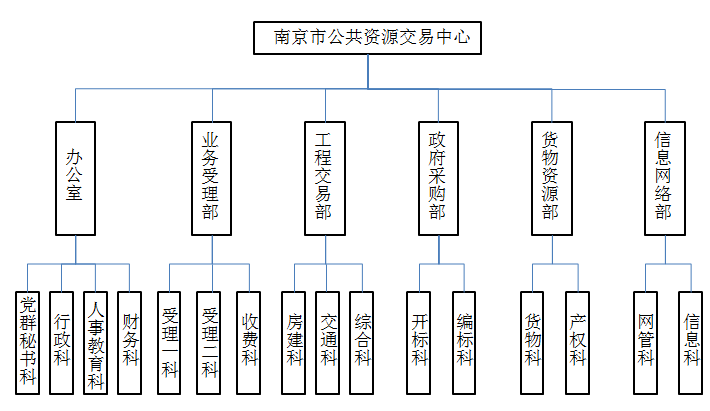 南京市公共资源交易中心
办公室
业务受理部
工程交易部
政府采购部
货物资源部
信息网络部
党群秘书科
行政科
人事教育科
财务科
受理一科
受理二科
收费科
房建科
交通科
综合科
开标科
编标科
货物科
产权科
网管科
信息科